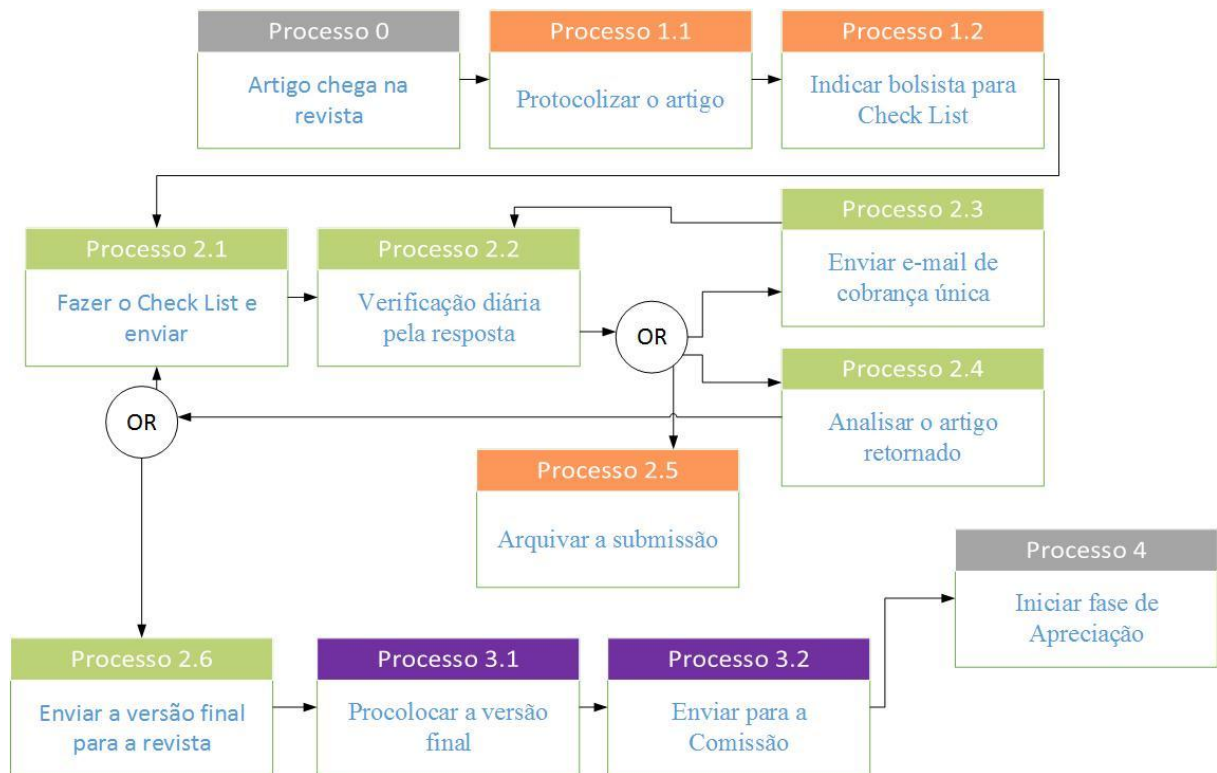 Processo 0
Artigo chega na
revista
Processo 1.1
Protocolizar o artigo
Processo 1.2
Indicar bolsista para
Check List
Processo 2.1
Fazer o Check List e
enviar
Processo 2.2
Verificação diária
pela resposta
OR
Processo 2.3
Enviar e-mail de
cobrança única
Processo 2.4
Analisar o artigo
retornado
OR
Processo 2.5
Arquivar a submissão
Processo 2.6
Enviar a versão final
para a revista
Processo 3.1
Procolocar a versão
final
Processo 3.2
Enviar para a
Comissão
Processo 4
Iniciar fase de
Apreciação